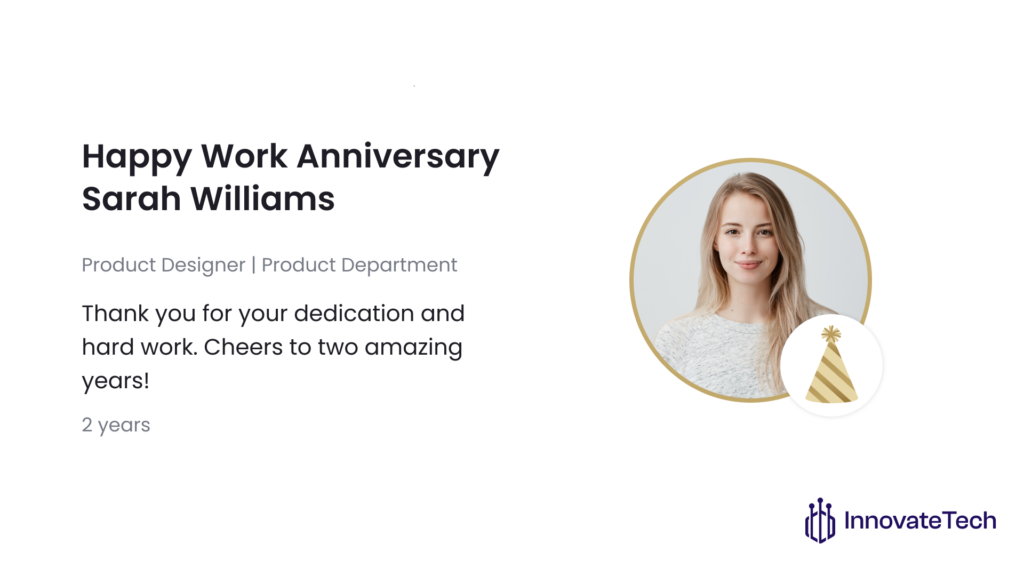 Happy Work Anniversary
Sarah Williams
Product Designer | Product Department
Thank you for your dedication and
hard work. Cheers to two amazing
years!
2 years
InnovateTech